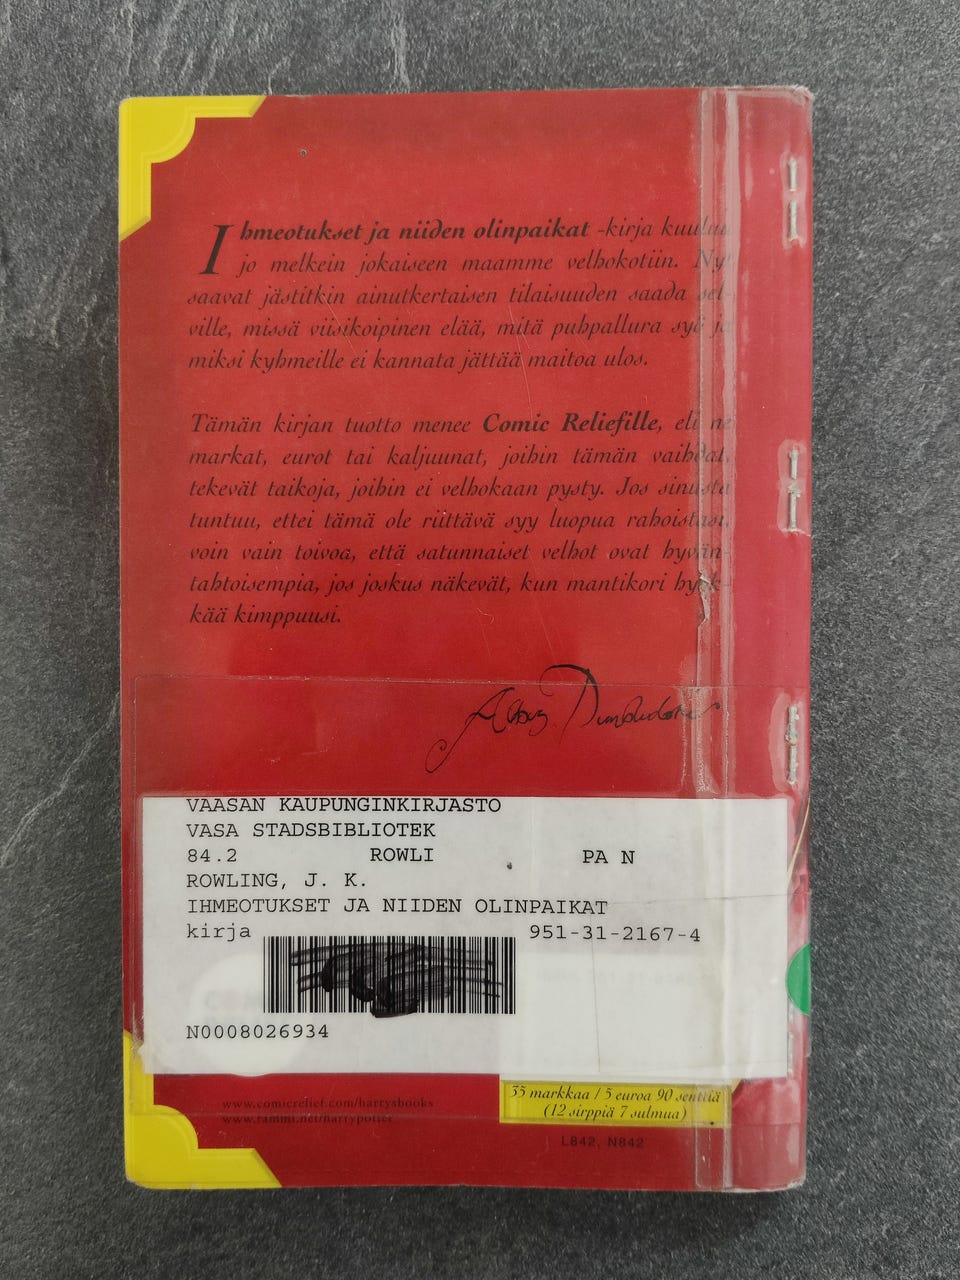 Ihmeotukset ja niiden olinpaikat -kirja kuuluu
jo melkein jokaiseen maamme velhokotiin. Nyt
saavat jästitkin ainutkertaisen tilaisuuden saada sel-
ville, missä viisikoipinen elää, mitä puhpallura syö ja
miksi kyhmeille ei kannata jättää maitoa ulos.
Tämän kirjan tuotto menee Comic Reliefille, eli ne
markat, eurot tai kaljuunat, joihin tämän vaihdat,
tekevät taikoja, joihin ei velhokaan pysty. Jos sinusta
tuntuu, ettei tämä ole riittävä syy luopua rahoistasi,
voin vain toivoa, että satunnaiset velhot ovat hyvän-
tahtoisempia, jos joskus näkevät, kun mantikori hyök-
kää kimppuusi.
Albus Dumbledore
VAASAN KAUPUNGINKIRJASTO
VASA STADSBIBLIOTEK
84.2 ROWLI PA N
ROWLING, J. K.
IHMEOTUKSET JA NIIDEN OLINPAIKAT
kirja 951-31-2167-4
N0008026934
www.comicrelief.com/harrysbooks
www.tammi.net/harrypotter
35 markkaa / 5 euroa 90 senttiä
(12 sirppiä 7 sulmua)
L842, N842